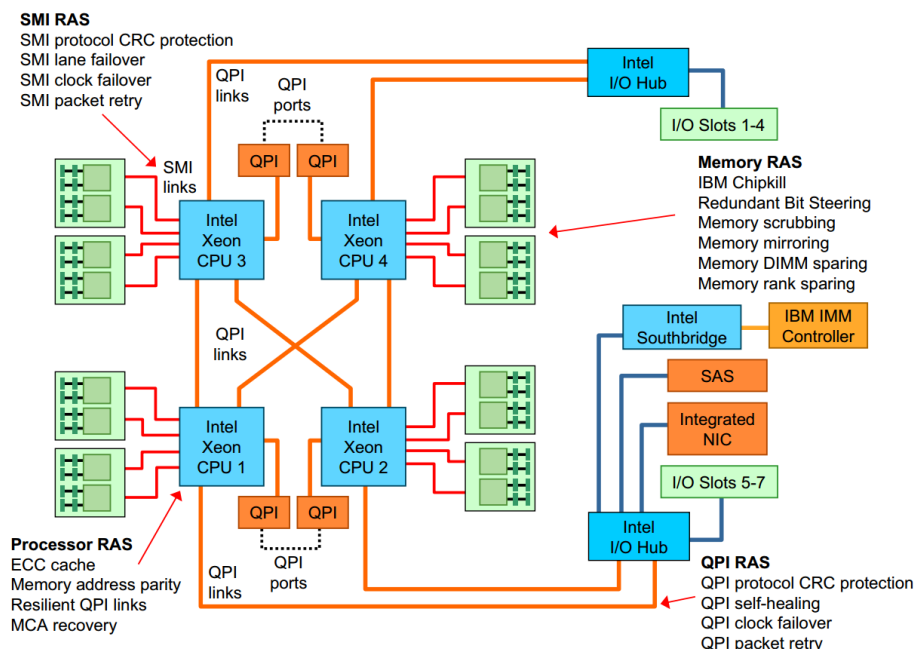 SMI RAS
SMI protocol CRC protection
SMI lane failover
SMI clock failover
SMI packet retry
QPI
links
QPI
ports
Intel
I/O Hub
I/O Slots 1-4
QPI
QPI
SMI
links
Intel
Xeon
CPU 3
Intel
Xeon
CPU 4
Memory RAS
IBM Chipkill
Redundant Bit Steering
Memory scrubbing
Memory mirroring
Memory DIMM sparing
Memory rank sparing
QPI
links
Intel
Southbridge
IBM IMM
Controller
SAS
Integrated
NIC
I/O Slots 5-7
Intel
Xeon
CPU 1
Intel
Xeon
CPU 2
QPI
QPI
QPI
ports
Intel
I/O Hub
Processor RAS
ECC cache
Memory address parity
Resilient QPI links
MCA recovery
QPI
links
QPI RAS
QPI protocol CRC protection
QPI self-healing
QPI clock failover
QPI packet retry